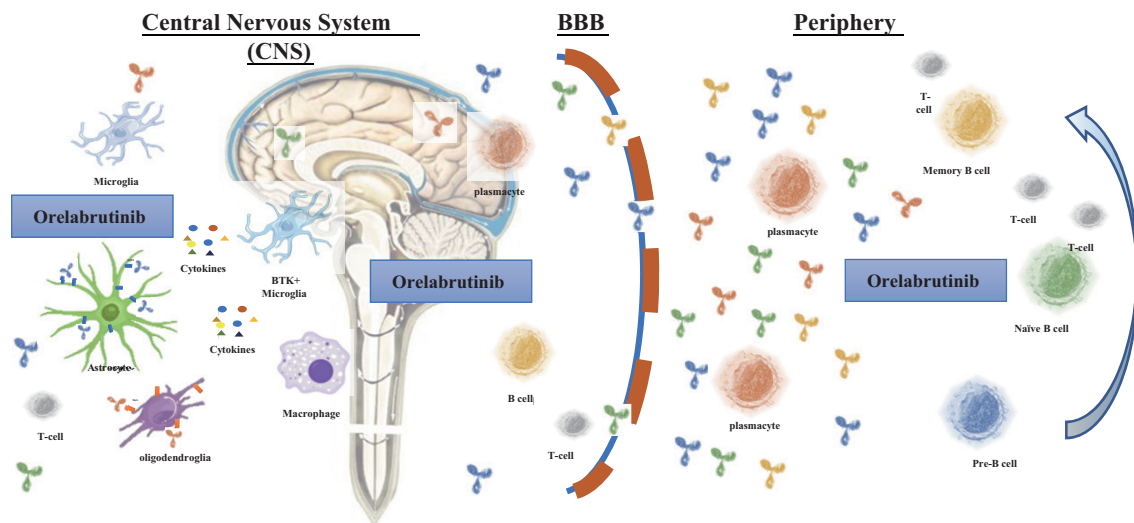 Central Nervous System
(CNS)
BBB
Periphery
T-
cell
Memory B cell
Microglia
plasmacyte
Orelabrutinib
T-cell
plasmacyte
T-cell
Cytokines
BTK+
Microglia
Orelabrutinib
Orelabrutinib
Naïve B cell
Cytokines
Astrocyte
B cell
Macrophage
plasmacyte
T-cell
oligodendroglia
T-cell
Pre-B cell